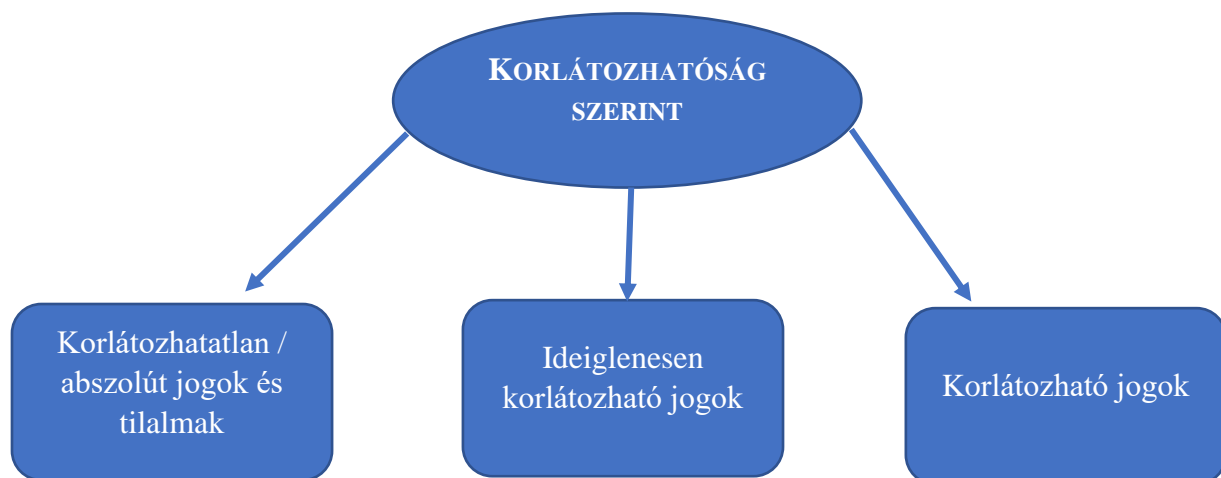 KORLÁTOZHATÓSÁG
SZERINT
Korlátozhatatlan /
abszolút jogok és
tilalmak
Ideiglenesen
korlátozható jogok
Korlátozható jogok